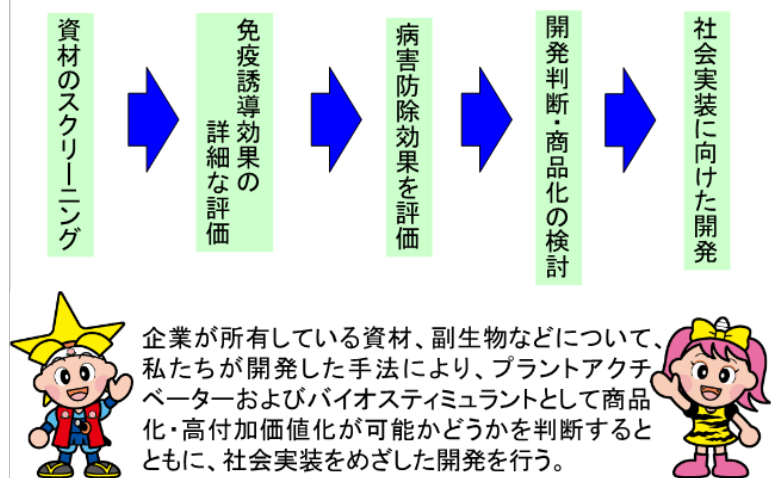 資材のスクリーニング
免疫誘導効果の
詳細な評価
病害防除効果を評価
開発判断・商品化の検討
社会実装に向けた開発
企業が所有している資材、副生物などについて、
私たちが開発した手法により、プラントアクチ
ベーターおよびバイオスティミュラントとして商品
化・高付加価値化が可能かどうかを判断すると
ともに、社会実装をめざした開発を行う。